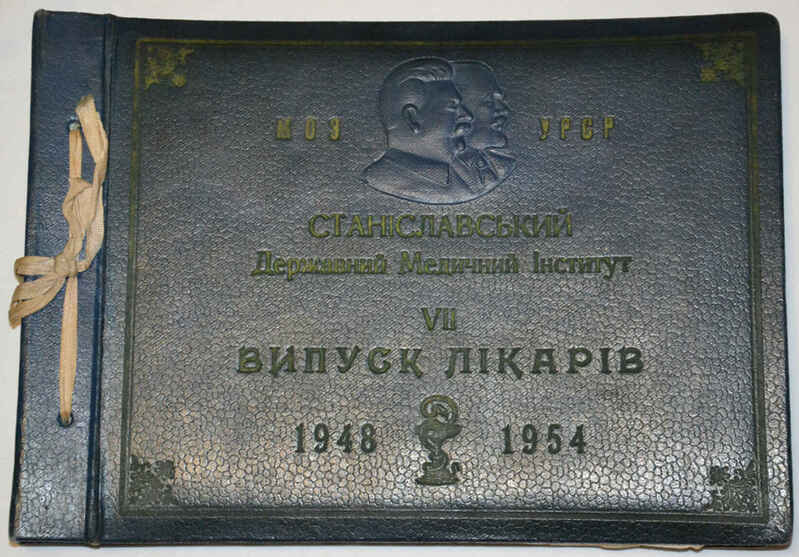 МОЗ УРСР
СТАНІСЛАВСЬКИЙ
Державний Медичний Інститут
VII
ВИПУСК ЛІКАРІВ
1948 1954